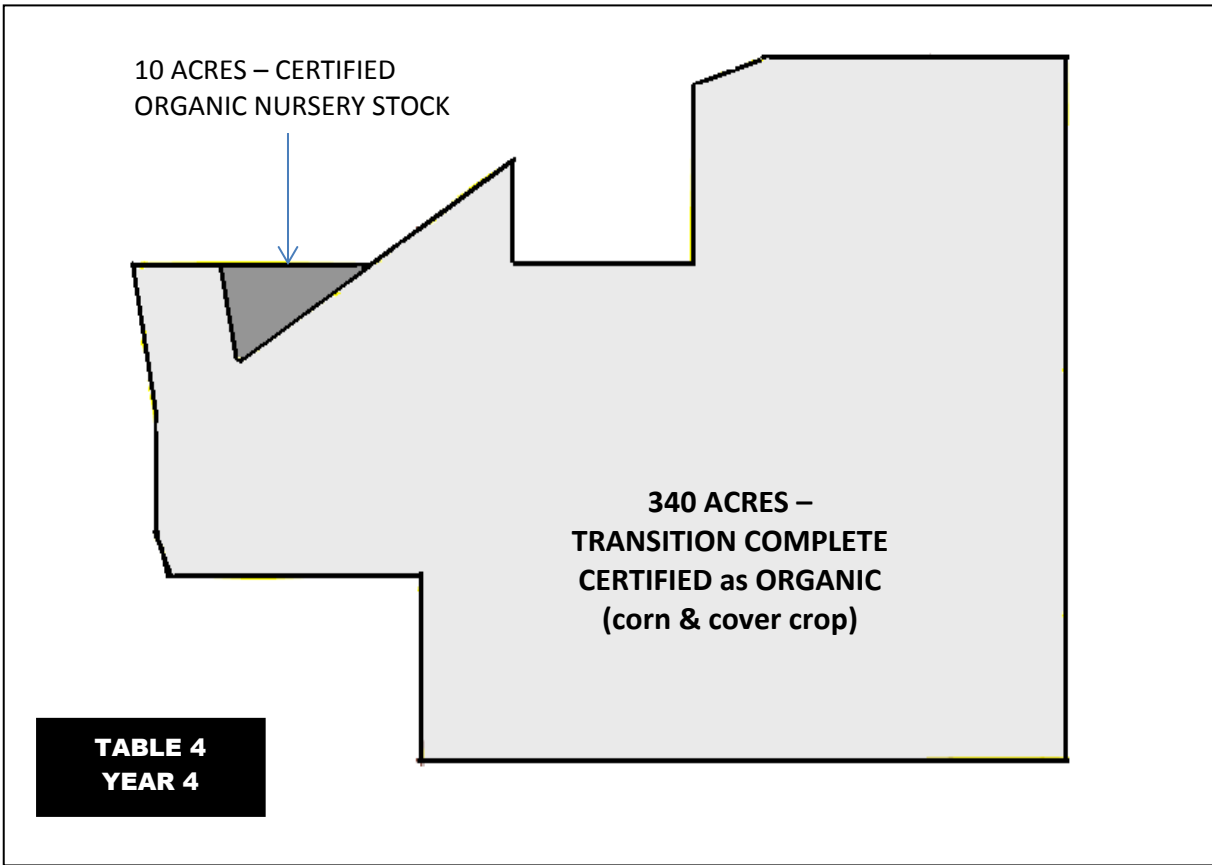 10 ACRES – CERTIFIED
ORGANIC NURSERY STOCK
340 ACRES –
TRANSITION COMPLETE
CERTIFIED as ORGANIC
(corn & cover crop)
TABLE 4
YEAR 4